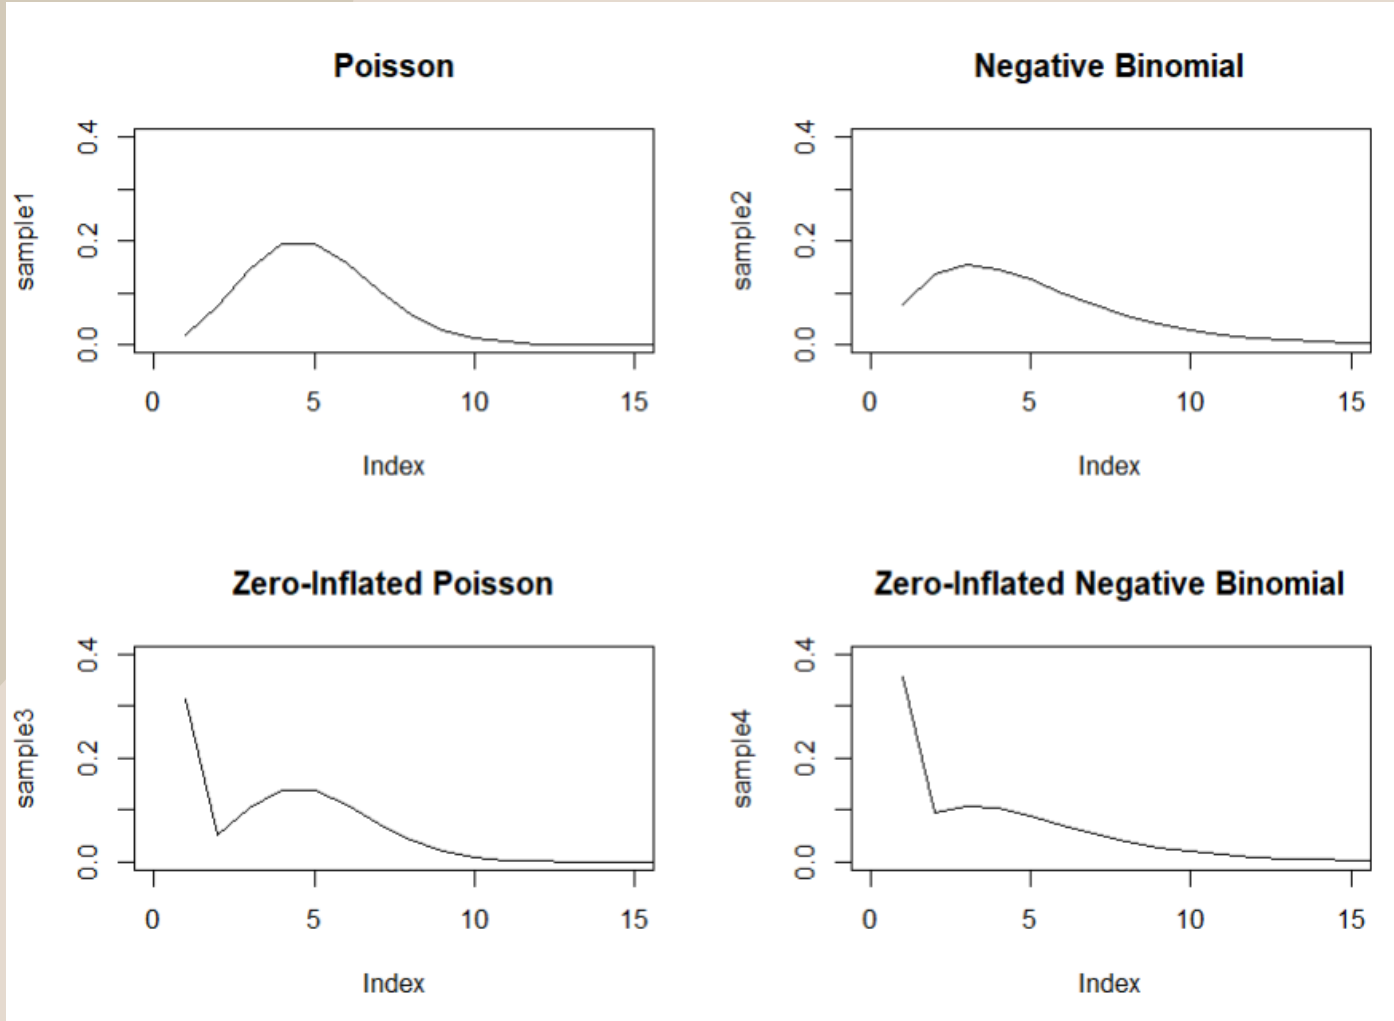 Poisson
0.4
0.2
0.0
sample1
0 5 10 15
Index
Negative Binomial
0.4
0.2
0.0
sample2
0 5 10 15
Index
Zero-Inflated Poisson
0.4
0.2
0.0
sample3
0 5 10 15
Index
Zero-Inflated Negative Binomial
0.4
0.2
0.0
sample4
0 5 10 15
Index